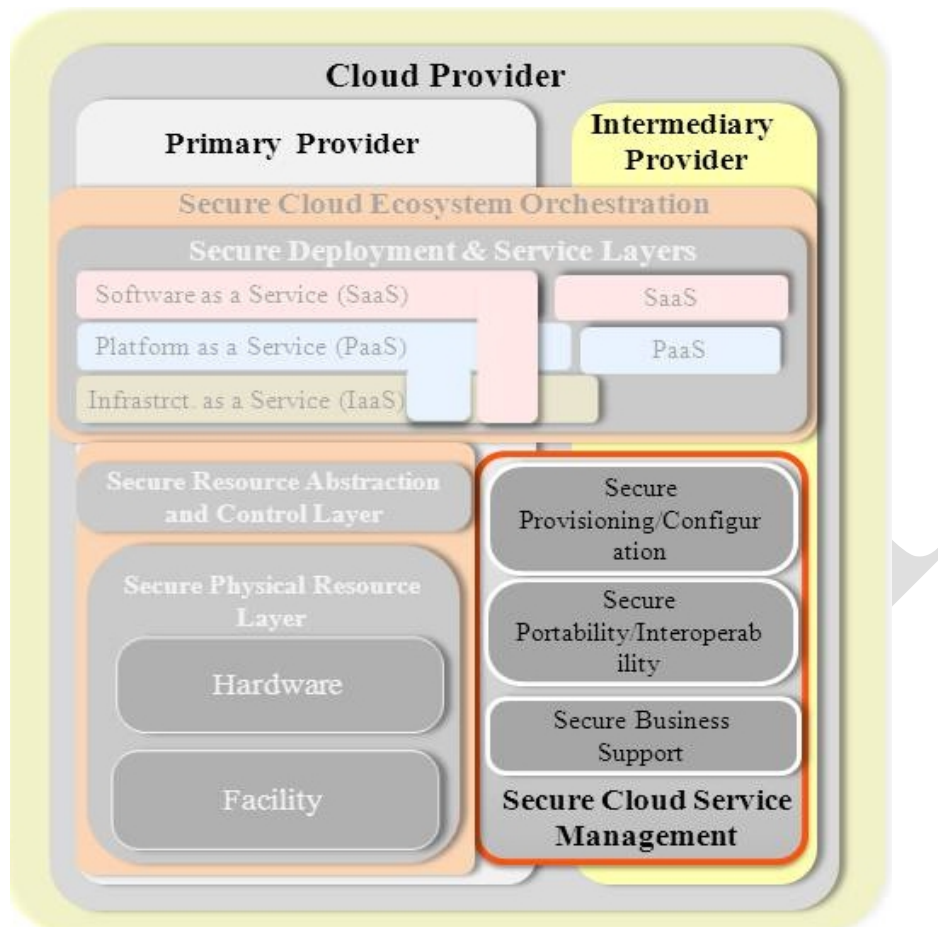 Cloud Provider
Primary Provider
Intermediary
Provider
Secure Cloud Ecosystem Orchestration
Secure Deployment & Service Layers
Software as a Service (SaaS)
SaaS
Platform as a Service (PaaS)
PaaS
Infrastrct. as a Service (IaaS)
Secure Resource Abstraction
and Control Layer
Secure Physical Resource
Layer
Hardware
Facility
Secure
Provisioning/Configur
ation
Secure
Portability/Interoperab
ility
Secure Business
Support
Secure Cloud Service
Management